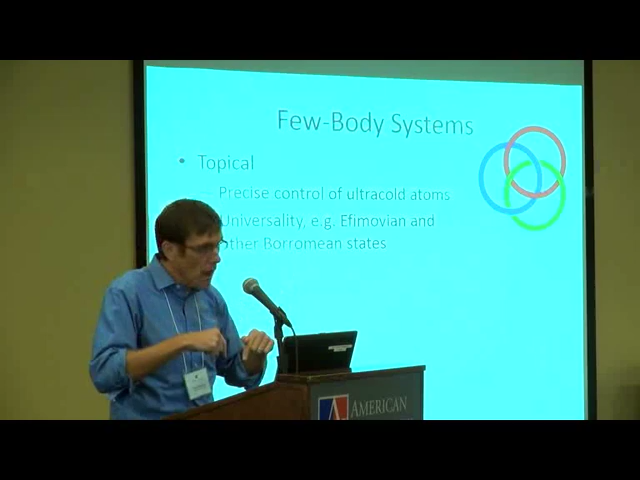 Few-Body Systems
• Topical
Precise control of ultracold atoms
Universality, e.g. Efimovian and
other Borromean states
AMERICAN